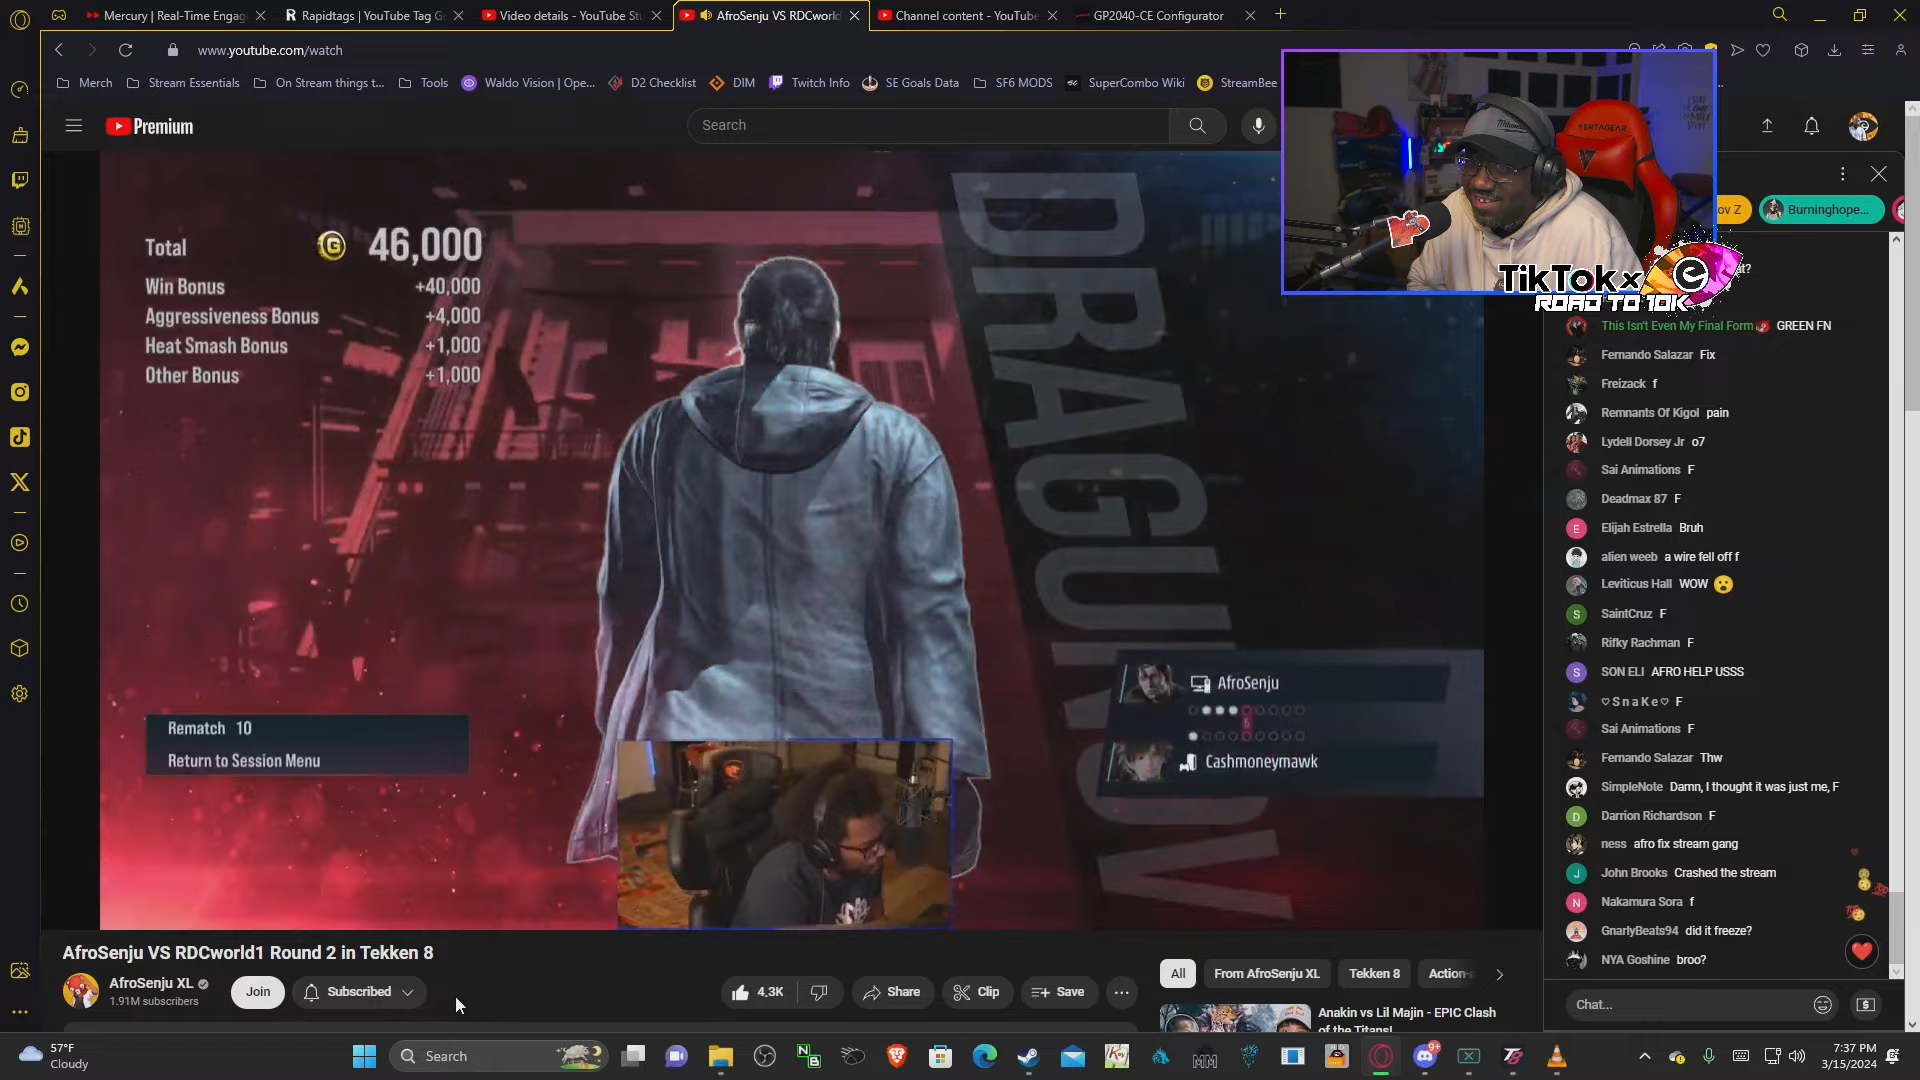 Mercury | Real-Time Engag
Rapidtags | YouTube Tag G
Video details - YouTube St
AfroSenju VS RDCworld
Channel content - YouTube
GP2040-CE Configurator
www.youtube.com/watch
Merch
Stream Essentials
On Stream things t...
Tools
Waldo Vision | Ope...
D2 Checklist
DIM
Twitch Info
SE Goals Data
SF6 MODS
SuperCombo Wiki
StreamBee
Premium
Search
Total 46,000
Win Bonus +40,000
Aggressiveness Bonus +4,000
Heat Smash Bonus +1,000
Other Bonus +1,000
DRAGUNOV
Rematch 10
Return to Session Menu
AfroSenju
5
Cashmoneymawk
VERTAGEAR
TikTok x
ROAD TO 10K
ov Z
Burninghope...
at?
This Isn't Even My Final Form GREEN FN
Fernando Salazar Fix
Freizack f
Remnants Of Kigol pain
Lydell Dorsey Jr o7
Sai Animations F
Deadmax 87 F
Elijah Estrella Bruh
alien weeb a wire fell off f
Leviticus Hall WOW 😮
SaintCruz F
Rifky Rachman F
SON ELI AFRO HELP USSS
♡ S n a K e ♡ F
Sai Animations F
Fernando Salazar Thw
SimpleNote Damn, I thought it was just me, F
Darrion Richardson F
ness afro fix stream gang
John Brooks Crashed the stream
Nakamura Sora f
GnarlyBeats94 did it freeze?
NYA Goshine broo?
Chat...
AfroSenju VS RDCworld1 Round 2 in Tekken 8
AfroSenju XL
1.91M subscribers
Join
Subscribed
4.3K
Share
Clip
Save
All
From AfroSenju XL
Tekken 8
Action-a
Anakin vs Lil Majin - EPIC Clash
of the Titans!
57°F
Cloudy
Search
9+
7:37 PM
3/15/2024